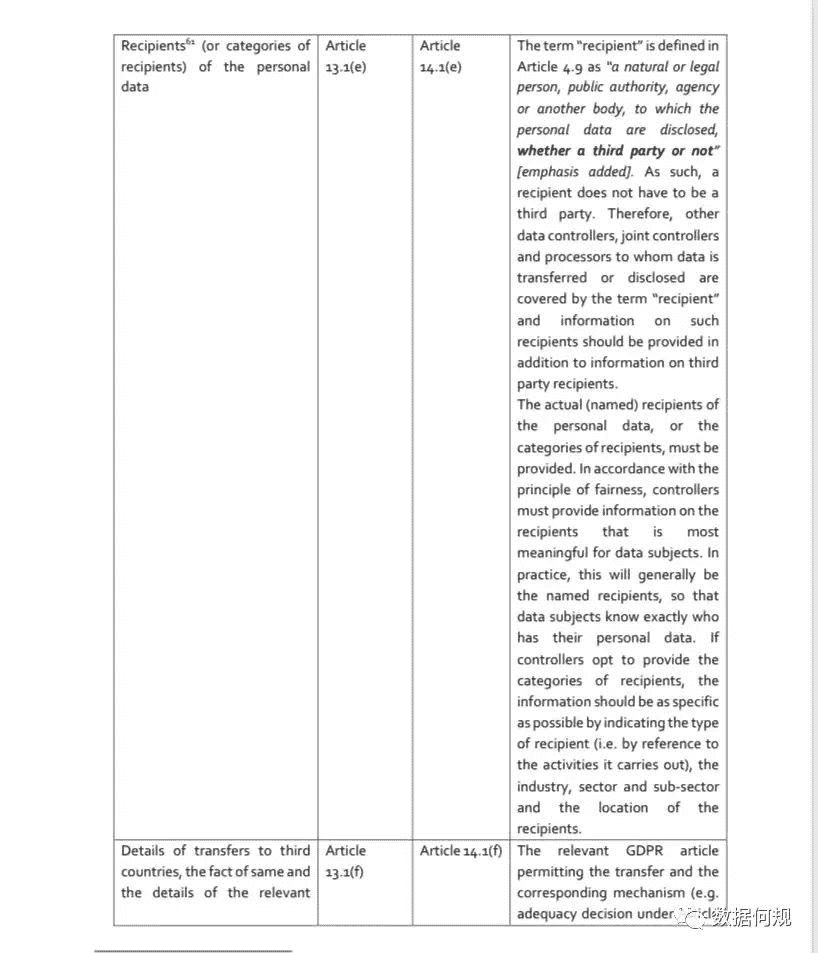 Recipients⁶¹ (or categories of
recipients) of the personal
data
Article
13.1(e)
Article
14.1(e)
The term “recipient” is defined in
Article 4.9 as “a natural or legal
person, public authority, agency
or another body, to which the
personal data are disclosed,
whether a third party or not”
[emphasis added]. As such, a
recipient does not have to be a
third party. Therefore, other
data controllers, joint controllers
and processors to whom data is
transferred or disclosed are
covered by the term “recipient”
and information on such
recipients should be provided in
addition to information on third
party recipients.
The actual (named) recipients of
the personal data, or the
categories of recipients, must be
provided. In accordance with the
principle of fairness, controllers
must provide information on the
recipients that is most
meaningful for data subjects. In
practice, this will generally be
the named recipients, so that
data subjects know exactly who
has their personal data. If
controllers opt to provide the
categories of recipients, the
information should be as specific
as possible by indicating the type
of recipient (i.e. by reference to
the activities it carries out), the
industry, sector and sub-sector
and the location of the
recipients.
Details of transfers to third
countries, the fact of same and
the details of the relevant
Article
13.1(f)
Article 14.1(f)
The relevant GDPR article
permitting the transfer and the
corresponding mechanism (e.g.
adequacy decision under
数据何规